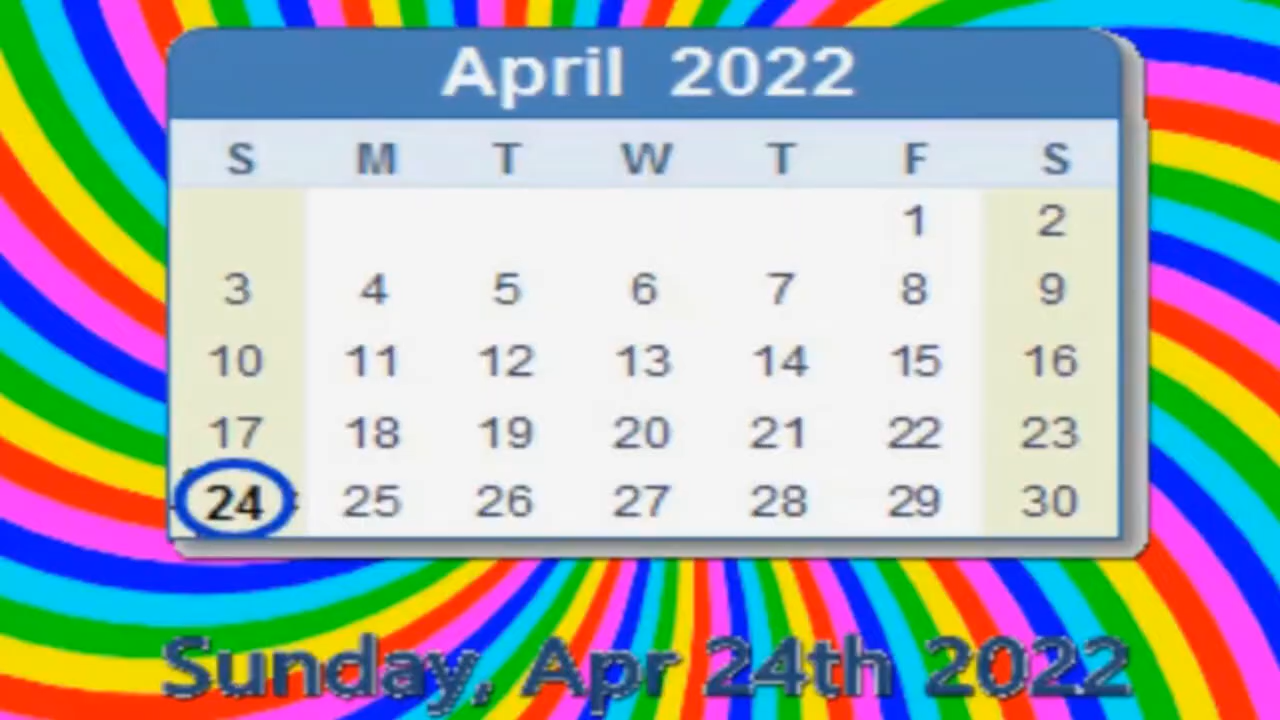 April 2022
S M T W T F S
1 2
3 4 5 6 7 8 9
10 11 12 13 14 15 16
17 18 19 20 21 22 23
24 25 26 27 28 29 30
Sunday, Apr 24th 2022